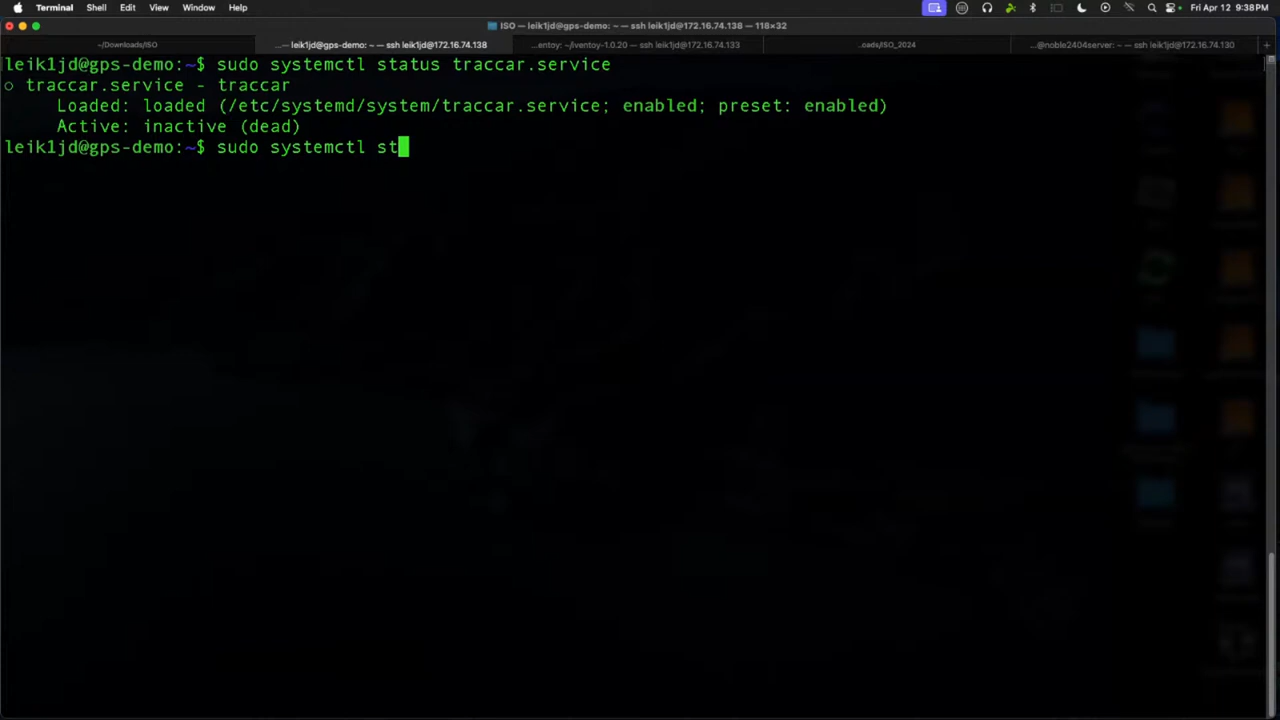 Terminal Shell Edit View Window Help Fri Apr 12 9:38 PM
ISO — leik1jd@gps-demo: ~ — ssh leik1jd@172.16.74.138 — 118×32
~/Downloads/ISO
...— leik1jd@gps-demo: ~ — ssh leik1jd@172.16.74.138
...entoy: ~/iventoy-1.0.20 — ssh leik1jd@172.16.74.133
..oads/ISO_2024
...@noble2404server: ~ — ssh leik1jd@172.16.74.130
leik1jd@gps-demo:~$ sudo systemctl status traccar.service
○ traccar.service - traccar
Loaded: loaded (/etc/systemd/system/traccar.service; enabled; preset: enabled)
Active: inactive (dead)
leik1jd@gps-demo:~$ sudo systemctl st